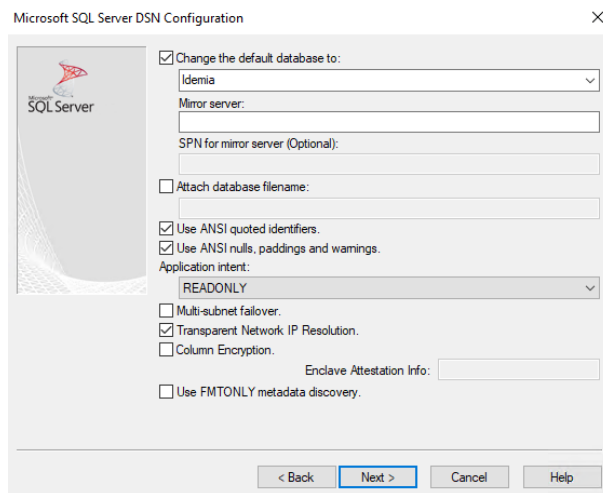 Microsoft SQL Server DSN Configuration
Microsoft
SQL Server
Change the default database to:
Idemia
Mirror server:
SPN for mirror server (Optional):
Attach database filename:
Use ANSI quoted identifiers.
Use ANSI nulls, paddings and warnings.
Application intent:
READONLY
Multi-subnet failover.
Transparent Network IP Resolution.
Column Encryption.
Enclave Attestation Info:
Use FMTONLY metadata discovery.
< Back Next > Cancel Help